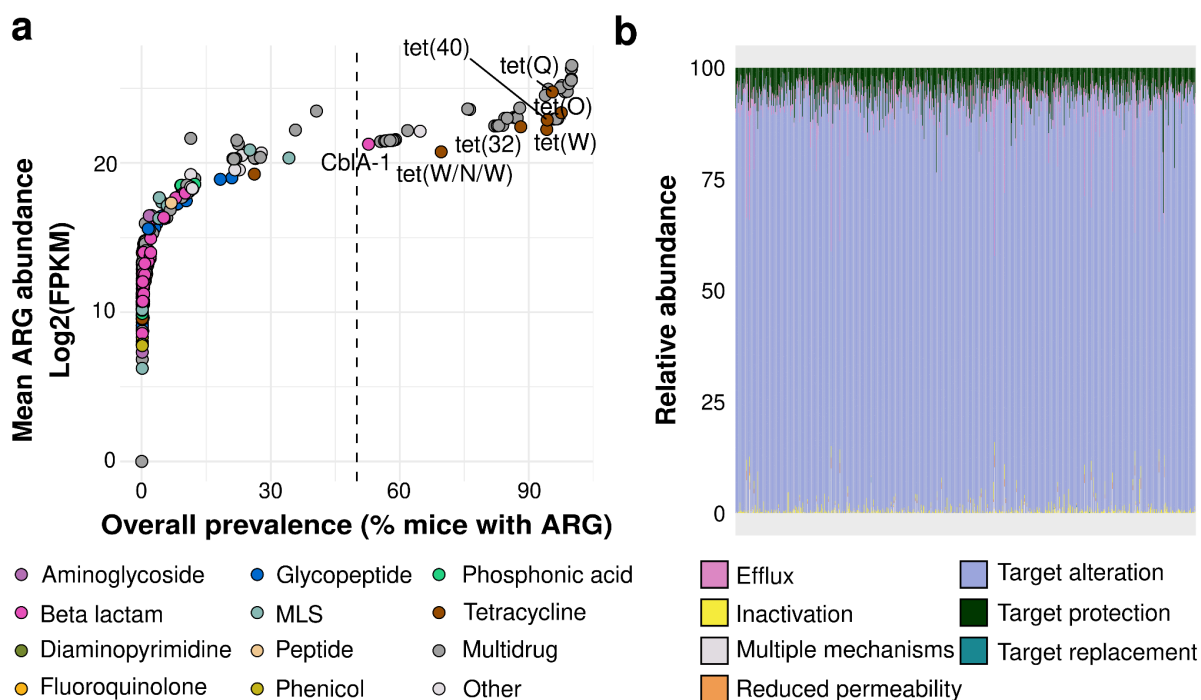 a
Mean ARG abundance
Log2(FPKM)
20
10
0
0
30
60
90
Overall prevalence (% mice with ARG)
tet(40)
tet(Q)
tet(O)
tet(32)
tet(W)
CblA-1
tet(W/N/W)
Aminoglycoside
Beta lactam
Diaminopyrimidine
Fluoroquinolone
Glycopeptide
MLS
Peptide
Phenicol
Phosphonic acid
Tetracycline
Multidrug
Other
b
Relative abundance
100
75
50
25
0
Efflux
Inactivation
Multiple mechanisms
Reduced permeability
Target alteration
Target protection
Target replacement